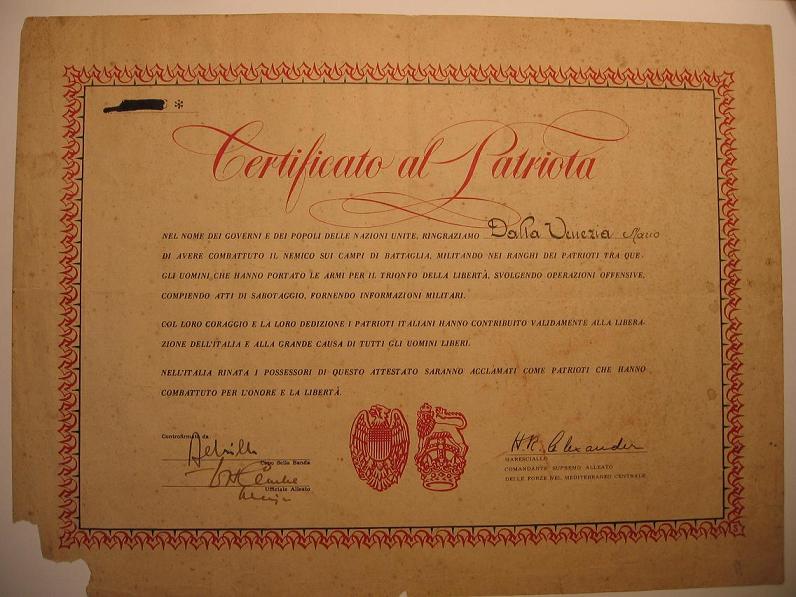 *
Certificato al Patriota
NEL NOME DEI GOVERNI E DEI POPOLI DELLE NAZIONI UNITE, RINGRAZIAMO Dalla Venezia Mario
DI AVERE COMBATTUTO IL NEMICO SUI CAMPI DI BATTAGLIA, MILITANDO NEI RANGHI DEI PATRIOTI TRA QUE-
GLI UOMINI CHE HANNO PORTATO LE ARMI PER IL TRIONFO DELLA LIBERTÀ, SVOLGENDO OPERAZIONI OFFENSIVE,
COMPIENDO ATTI DI SABOTAGGIO, FORNENDO INFORMAZIONI MILITARI.
COL LORO CORAGGIO E LA LORO DEDIZIONE I PATRIOTI ITALIANI HANNO CONTRIBUITO VALIDAMENTE ALLA LIBERA-
ZIONE DELL'ITALIA E ALLA GRANDE CAUSA DI TUTTI GLI UOMINI LIBERI.
NELL'ITALIA RINATA I POSSESSORI DI QUESTO ATTESTATO SARANNO ACCLAMATI COME PATRIOTI CHE HANNO
COMBATTUTO PER L'ONORE E LA LIBERTÀ.
Controfirmato da
Capo della Banda
Ufficiale Alleato
H R Alexander
MARESCIALLO
COMANDANTE SUPREMO ALLEATO
DELLE FORZE NEL MEDITERRANEO CENTRALE